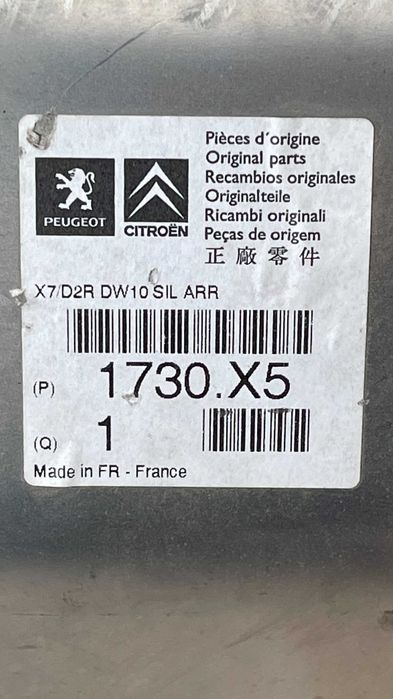 Pièces d'origine
Original parts
Recambios originales
Originalteile
Ricambi originali
Peças de origem
正廠零件
PEUGEOT
CITROËN
X7/D2R DW10 SIL ARR
(P) 1730.X5
(Q) 1
Made in FR - France